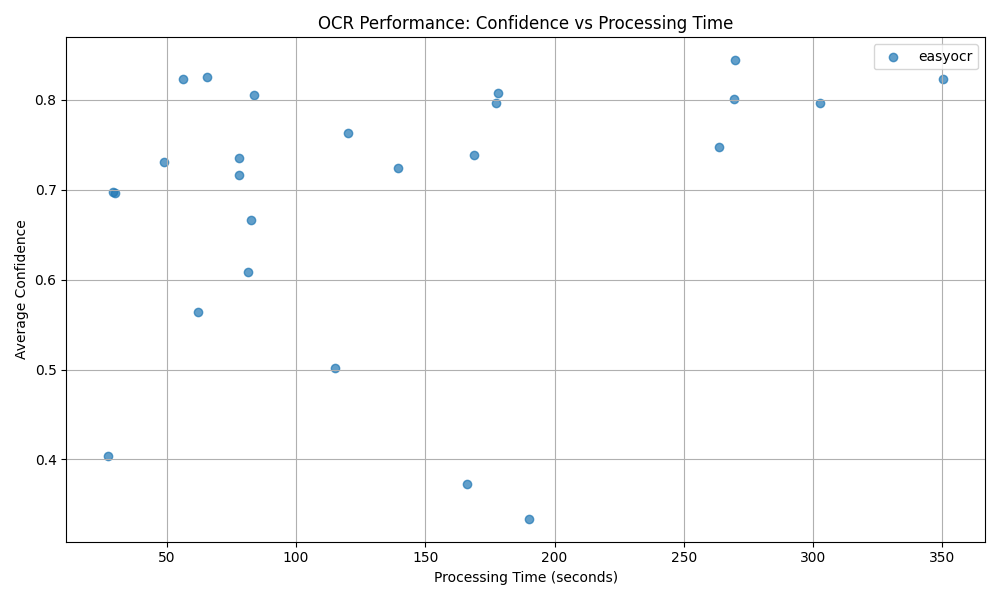 OCR Performance: Confidence vs Processing Time
easyocr
Average Confidence
0.8
0.7
0.6
0.5
0.4
50 100 150 200 250 300 350
Processing Time (seconds)